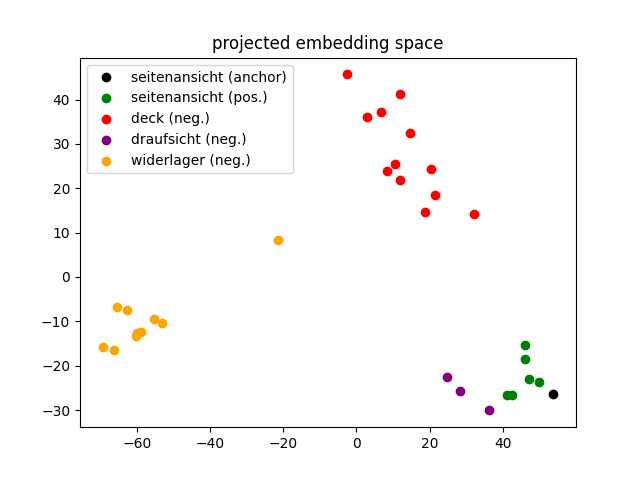 projected embedding space
seitenansicht (anchor)
seitenansicht (pos.)
deck (neg.)
draufsicht (neg.)
widerlager (neg.)
40
30
20
10
0
−10
−20
−30
−60 −40 −20 0 20 40